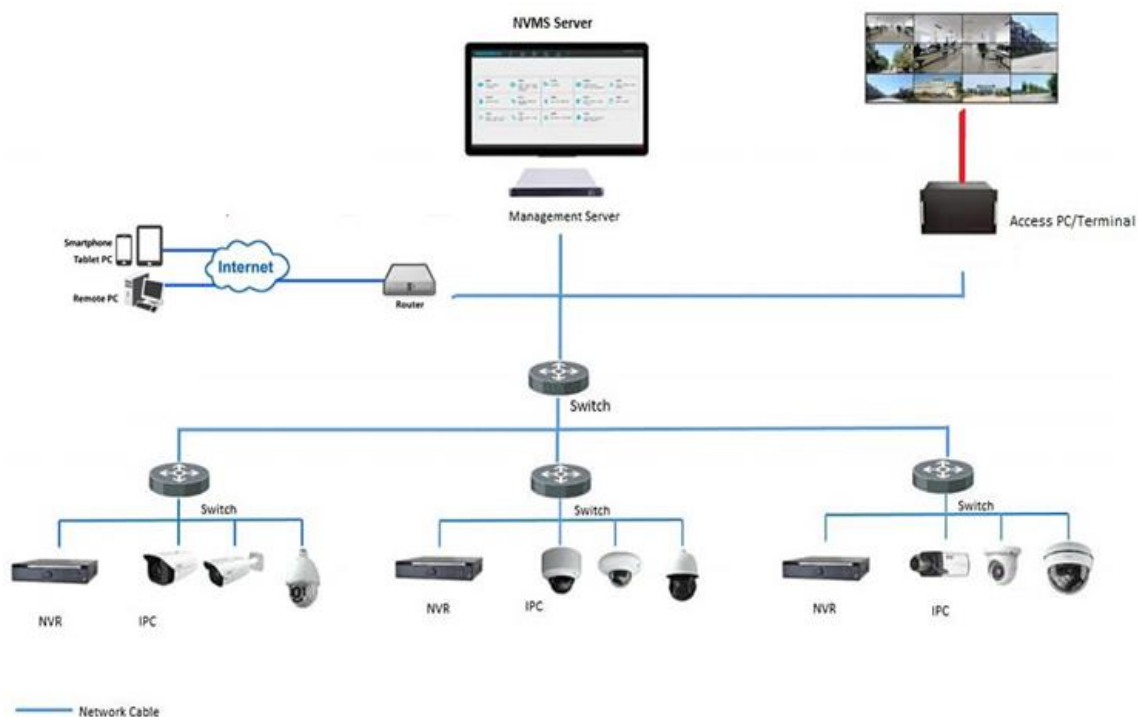 NVMS Server
Management Server
Access PC/Terminal
Smartphone
Tablet PC
Internet
Remote PC
Router
Switch
Switch
Switch
Switch
NVR
IPC
NVR
IPC
NVR
IPC
Network Cable